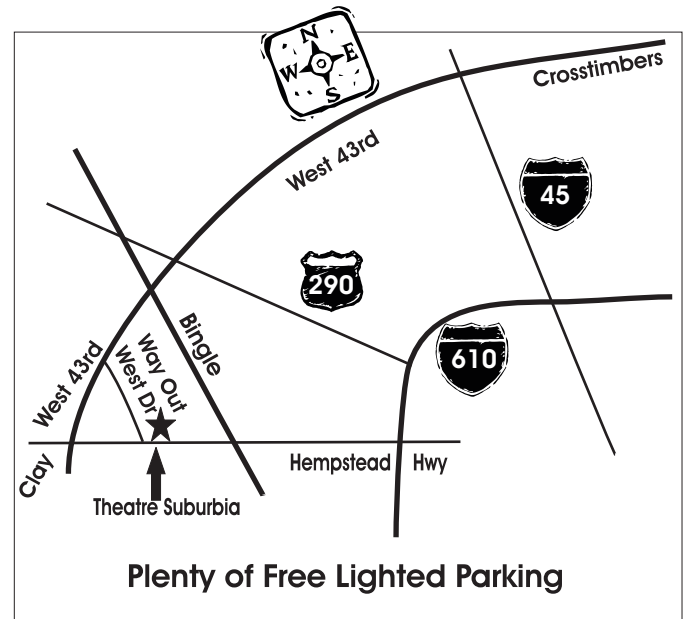 N
W E
S
Crosstimbers
West 43rd
45
290
Bingle
610
West 43rd
Way Out
West Dr
Clay
Hempstead Hwy
Theatre Suburbia
Plenty of Free Lighted Parking